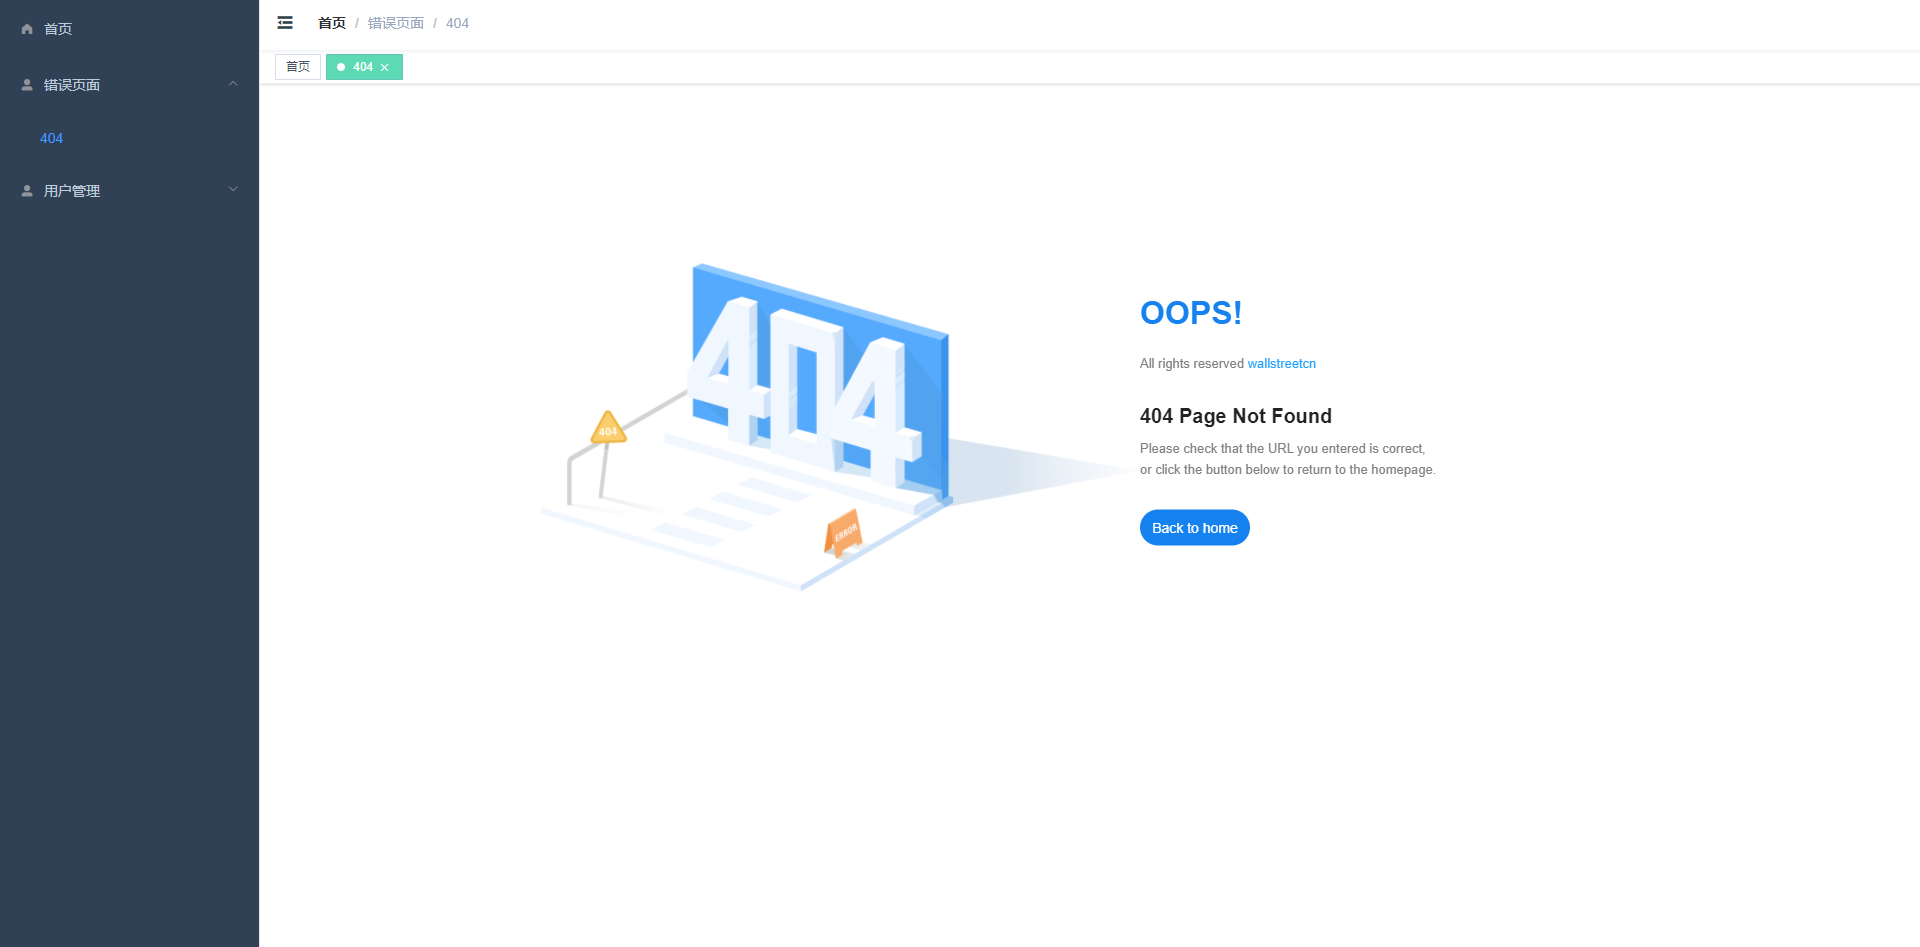 首页
错误页面
404
用户管理
首页 / 错误页面 / 404
首页
404
404
404
ERROR
OOPS!
All rights reserved wallstreetcn
404 Page Not Found
Please check that the URL you entered is correct,
or click the button below to return to the homepage.
Back to home